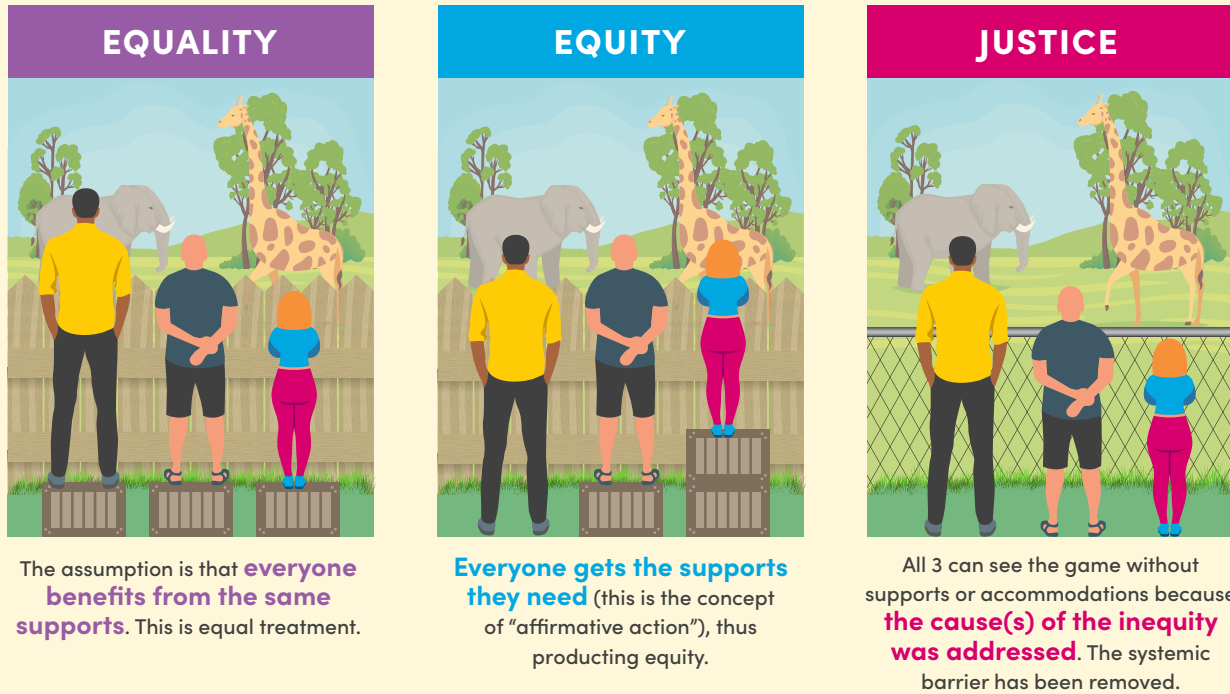 EQUALITY
The assumption is that everyone
benefits from the same
supports. This is equal treatment.
EQUITY
Everyone gets the supports
they need (this is the concept
of “affirmative action”), thus
producting equity.
JUSTICE
All 3 can see the game without
supports or accommodations because
the cause(s) of the inequity
was addressed. The systemic
barrier has been removed.